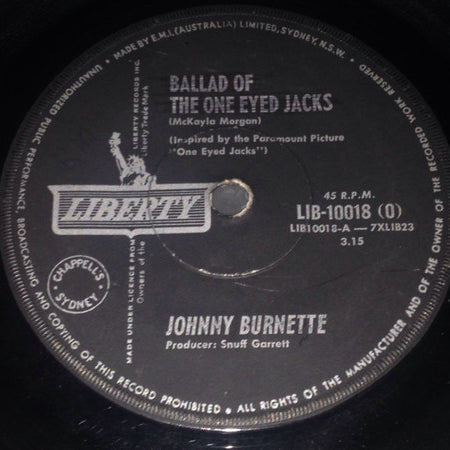 MADE BY E.M.I. (AUSTRALIA) LIMITED, SYDNEY, N.S.W.
BALLAD OF
THE ONE EYED JACKS
(McKayla Morgan)
(Inspired by the Paramount Picture
"One Eyed Jacks")
LIBERTY RECORDS INC.
Liberty Trade Mark
LIBERTY
MADE UNDER LICENCE FROM
Owners of the
45 R.P.M.
LIB-10018 (O)
LIB10018-A — 7XLIB23
3.15
CHAPPELL'S
SYDNEY
JOHNNY BURNETTE
Producer: Snuff Garrett
UNAUTHORIZED PUBLIC PERFORMANCE, BROADCASTING AND COPYING OF THIS RECORD PROHIBITED • ALL RIGHTS OF THE MANUFACTURER AND OF THE OWNER OF THE RECORDED WORK RESERVED